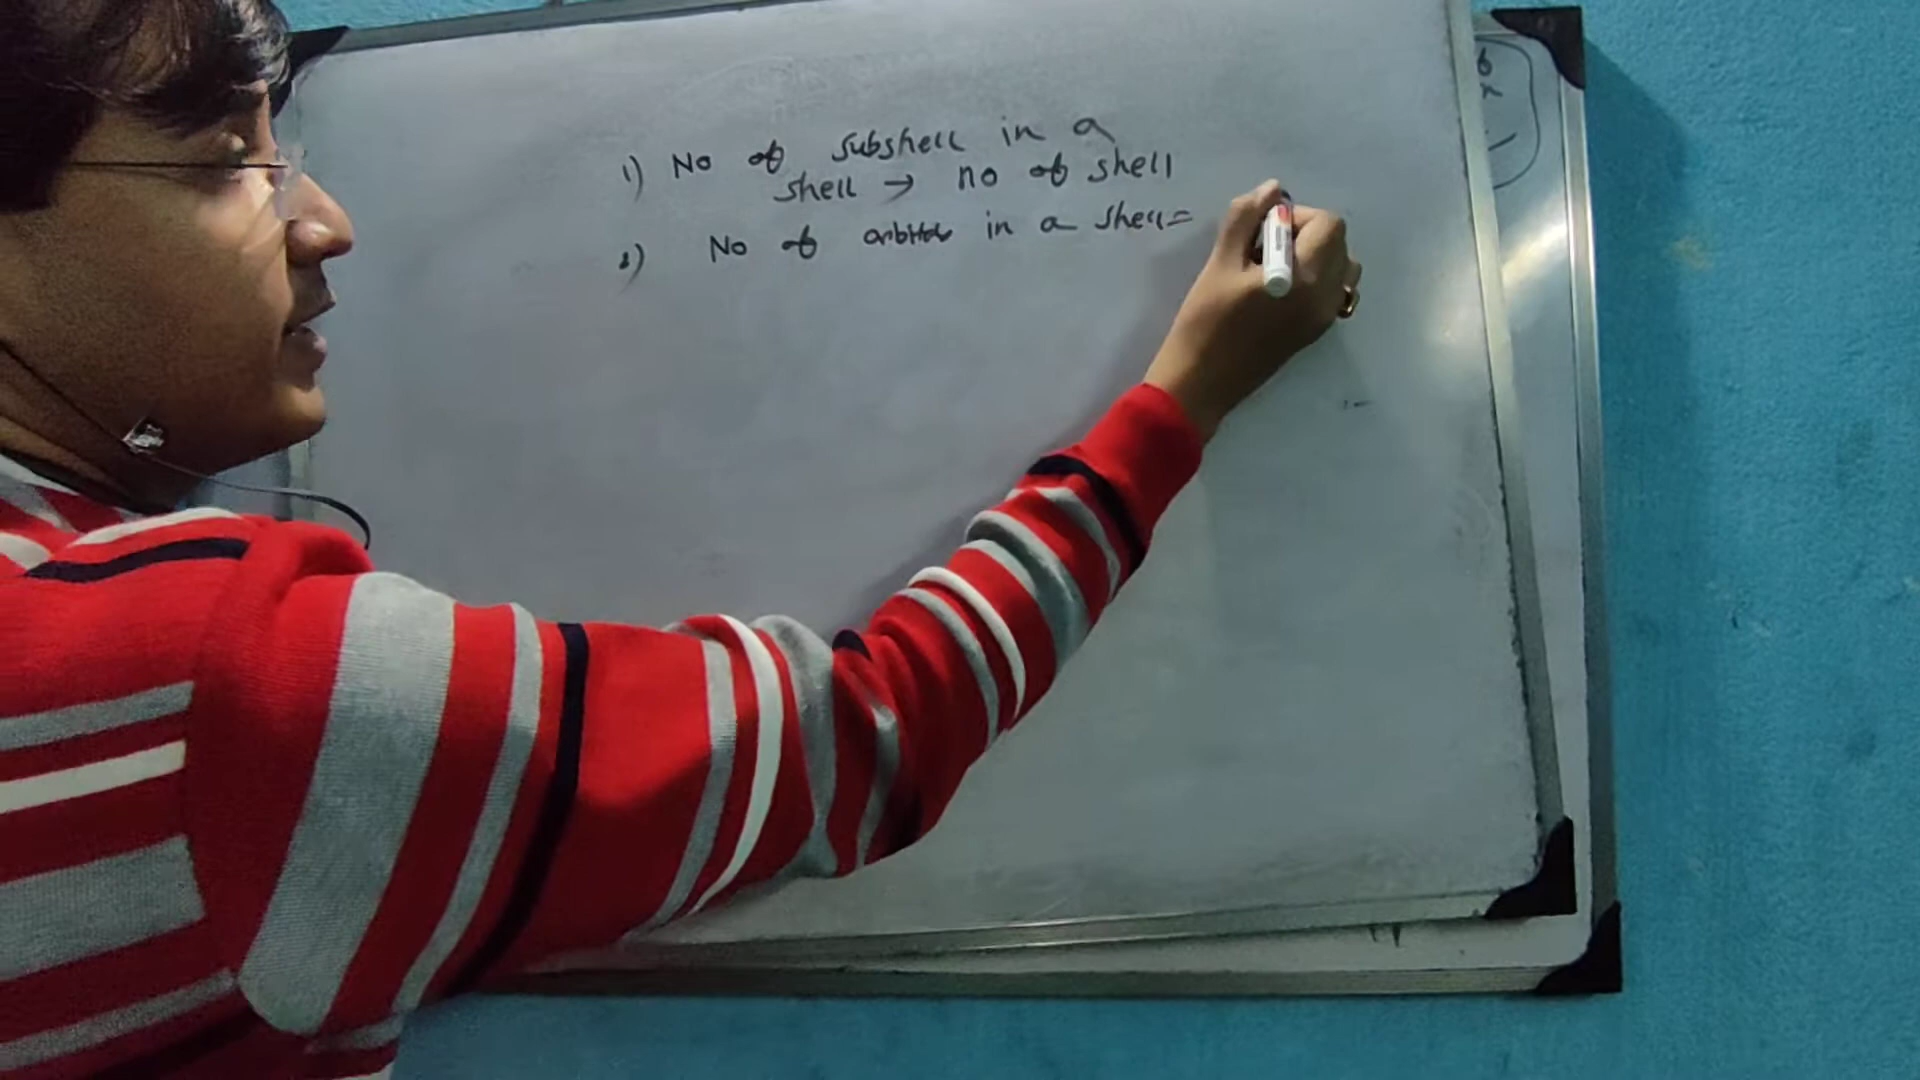 1) No of subshell in a
shell → no of shell
2) No of orbital in a shell=